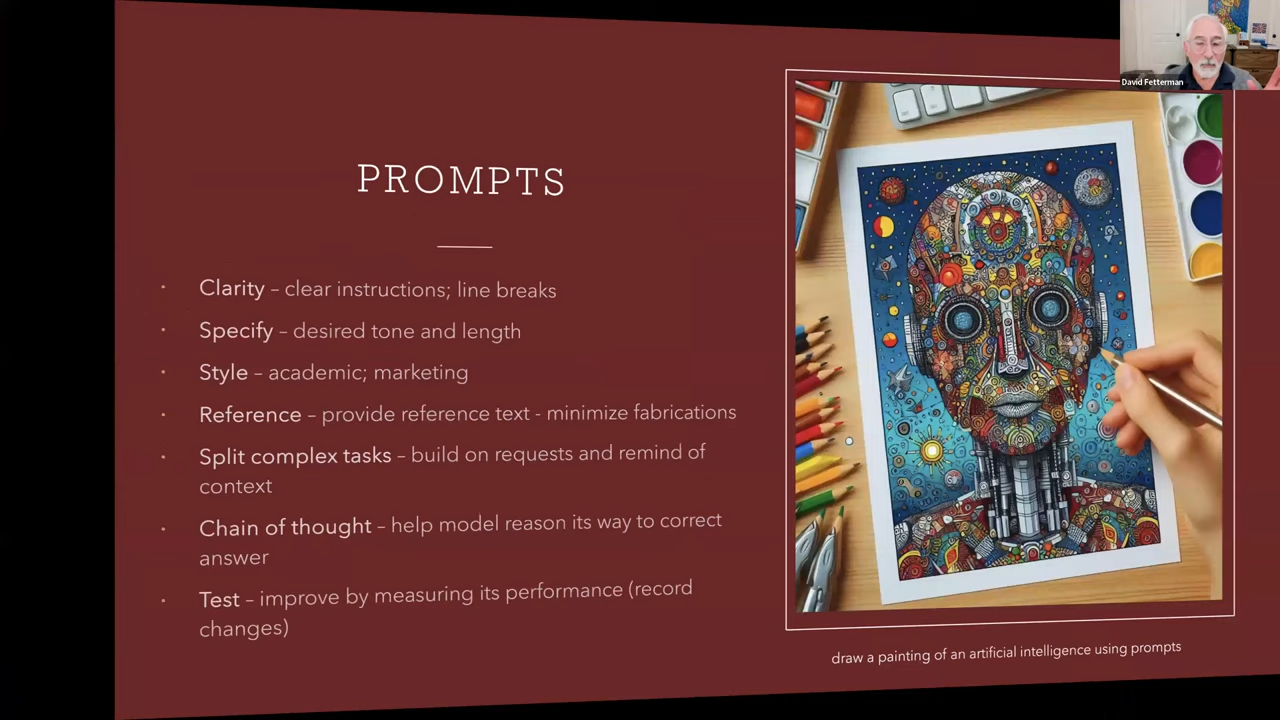 David Fetterman
PROMPTS
· Clarity – clear instructions; line breaks
· Specify – desired tone and length
· Style – academic; marketing
· Reference – provide reference text - minimize fabrications
· Split complex tasks – build on requests and remind of
context
· Chain of thought – help model reason its way to correct
answer
· Test – improve by measuring its performance (record
changes)
draw a painting of an artificial intelligence using prompts